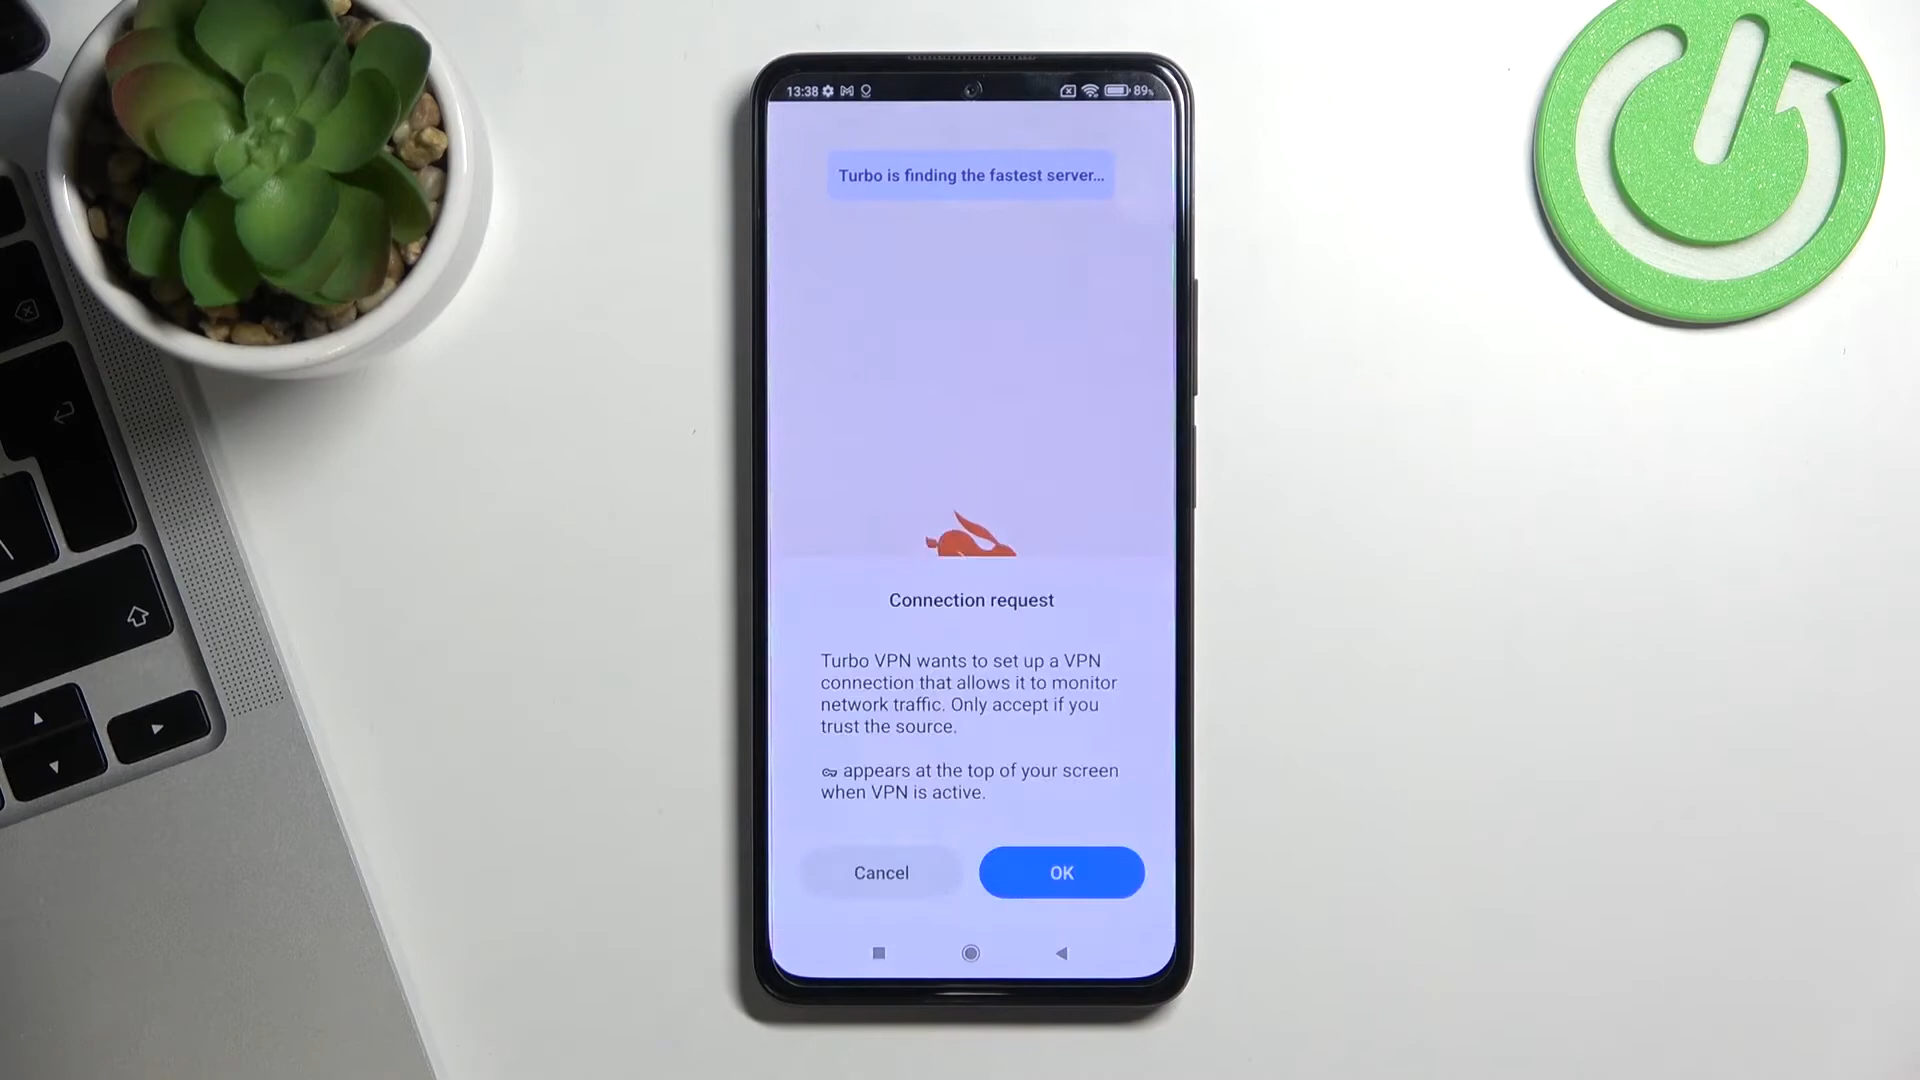 13:38
89%
Turbo is finding the fastest server...
Connection request
Turbo VPN wants to set up a VPN
connection that allows it to monitor
network traffic. Only accept if you
trust the source.
appears at the top of your screen
when VPN is active.
Cancel
OK